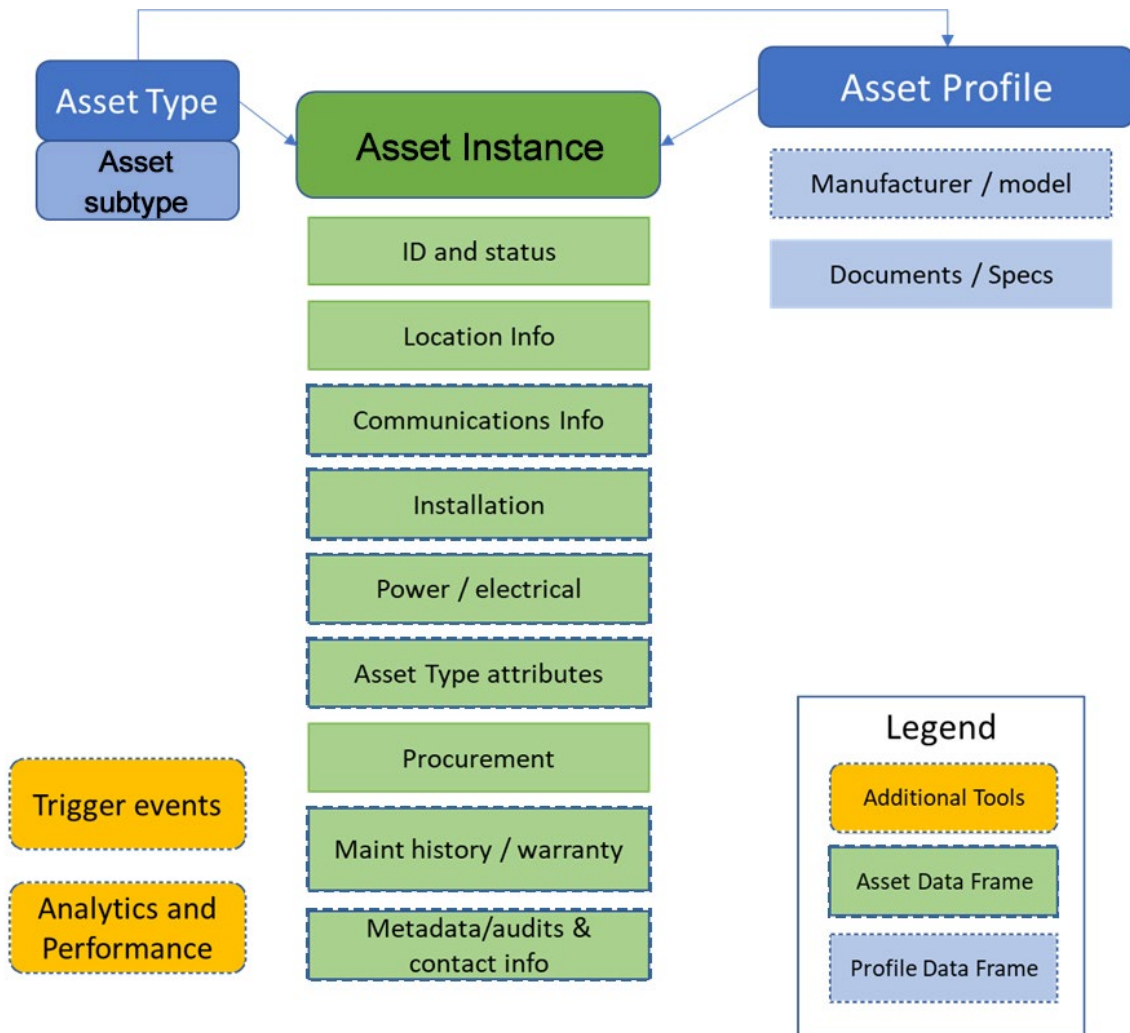 Asset Type
Asset
subtype
Asset Instance
Asset Profile
Manufacturer / model
Documents / Specs
ID and status
Location Info
Communications Info
Installation
Power / electrical
Asset Type attributes
Procurement
Maint history / warranty
Metadata/audits &
contact info
Trigger events
Analytics and
Performance
Legend
Additional Tools
Asset Data Frame
Profile Data Frame